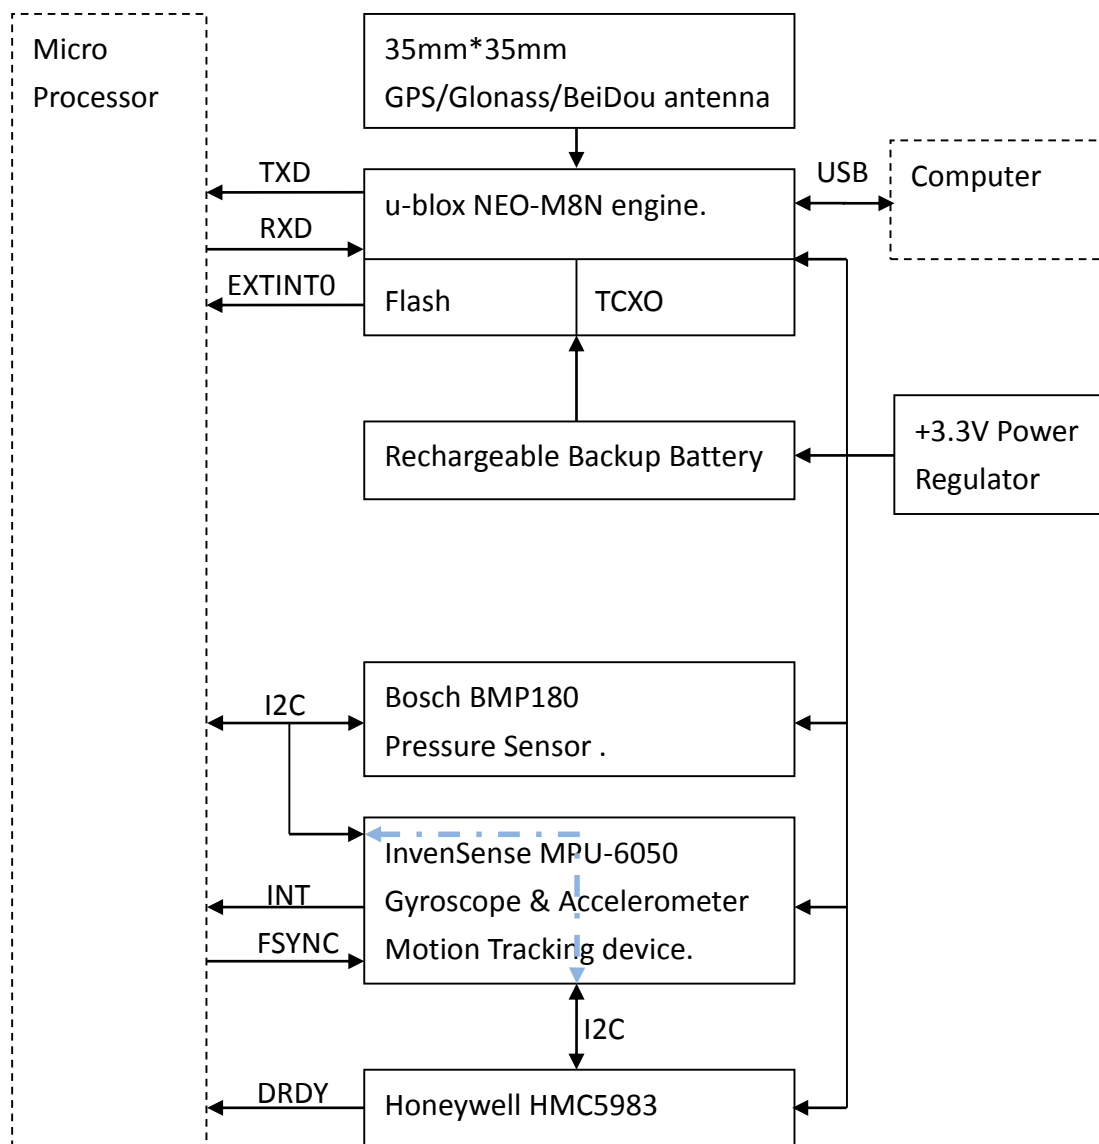 Micro
Processor
35mm*35mm
GPS/Glonass/BeiDou antenna
TXD
u-blox NEO-M8N engine.
USB
Computer
RXD
EXTINT0
Flash
TCXO
Rechargeable Backup Battery
+3.3V Power
Regulator
I2C
Bosch BMP180
Pressure Sensor .
InvenSense MPU-6050
INT
Gyroscope & Accelerometer
FSYNC
Motion Tracking device.
I2C
DRDY
Honeywell HMC5983